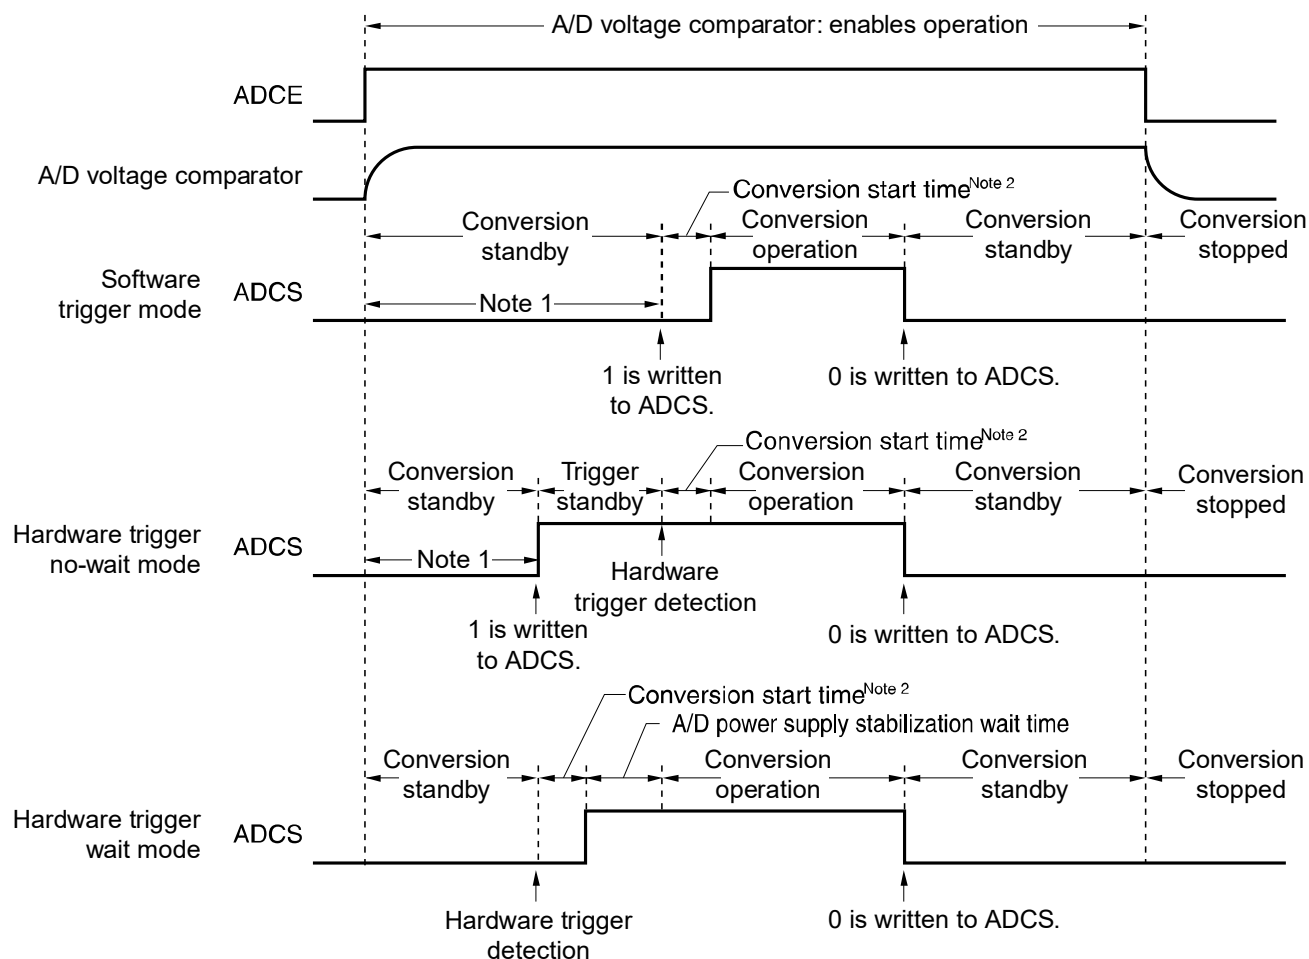 A/D voltage comparator: enables operation
ADCE
A/D voltage comparator
Conversion start time Note 2
Conversion
standby
Conversion
operation
Conversion
standby
Conversion
stopped
Software
trigger mode
ADCS
Note 1
1 is written
to ADCS.
0 is written to ADCS.
Conversion start time Note 2
Conversion
standby
Trigger
standby
Conversion
operation
Conversion
standby
Conversion
stopped
Hardware trigger
no-wait mode
ADCS
Note 1
Hardware
trigger detection
1 is written
to ADCS.
0 is written to ADCS.
Conversion start time Note 2
A/D power supply stabilization wait time
Conversion
standby
Conversion
operation
Conversion
standby
Conversion
stopped
Hardware trigger
wait mode
ADCS
Hardware trigger
detection
0 is written to ADCS.